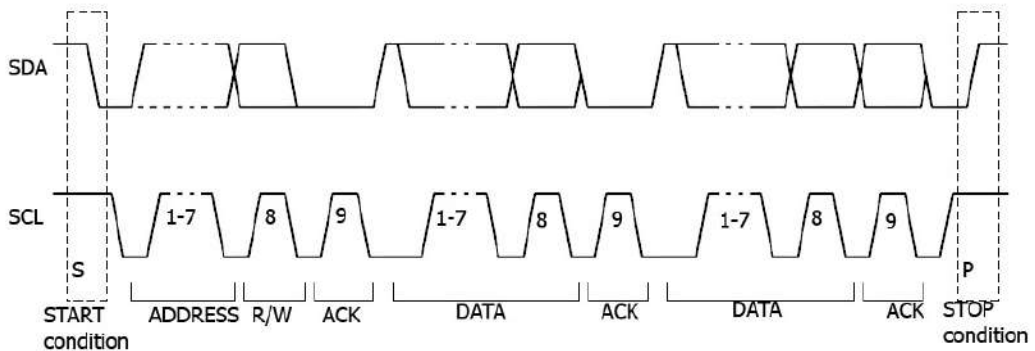 SDA
SCL
1-7 8 9 1-7 8 9 1-7 8 9
S P
START condition
ADDRESS R/W ACK DATA ACK DATA ACK
STOP condition